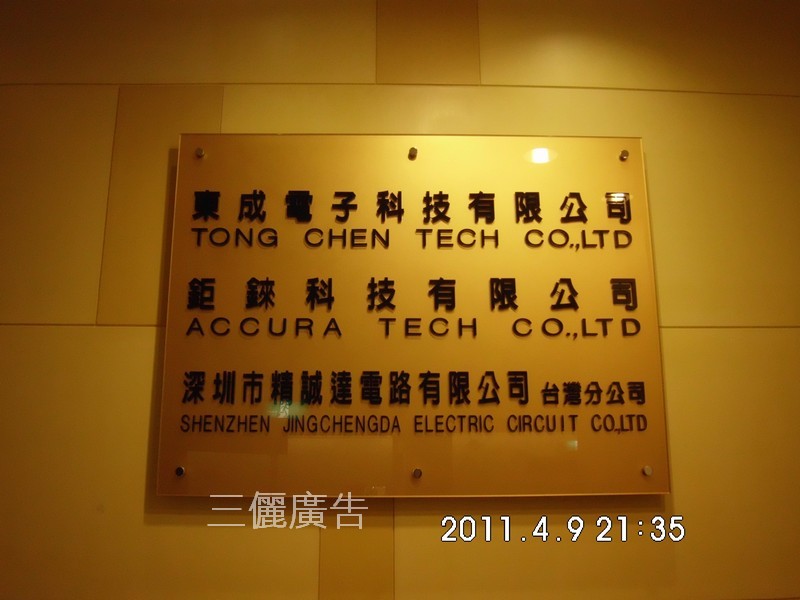 東成電子科技有限公司
TONG CHEN TECH CO.,LTD
鉅錸科技有限公司
ACCURA TECH CO.,LTD
深圳市精誠達電路有限公司 台灣分公司
SHENZHEN JINGCHENGDA ELECTRIC CIRCUIT CO.,LTD
三儷廣告
2011.4.9 21:35